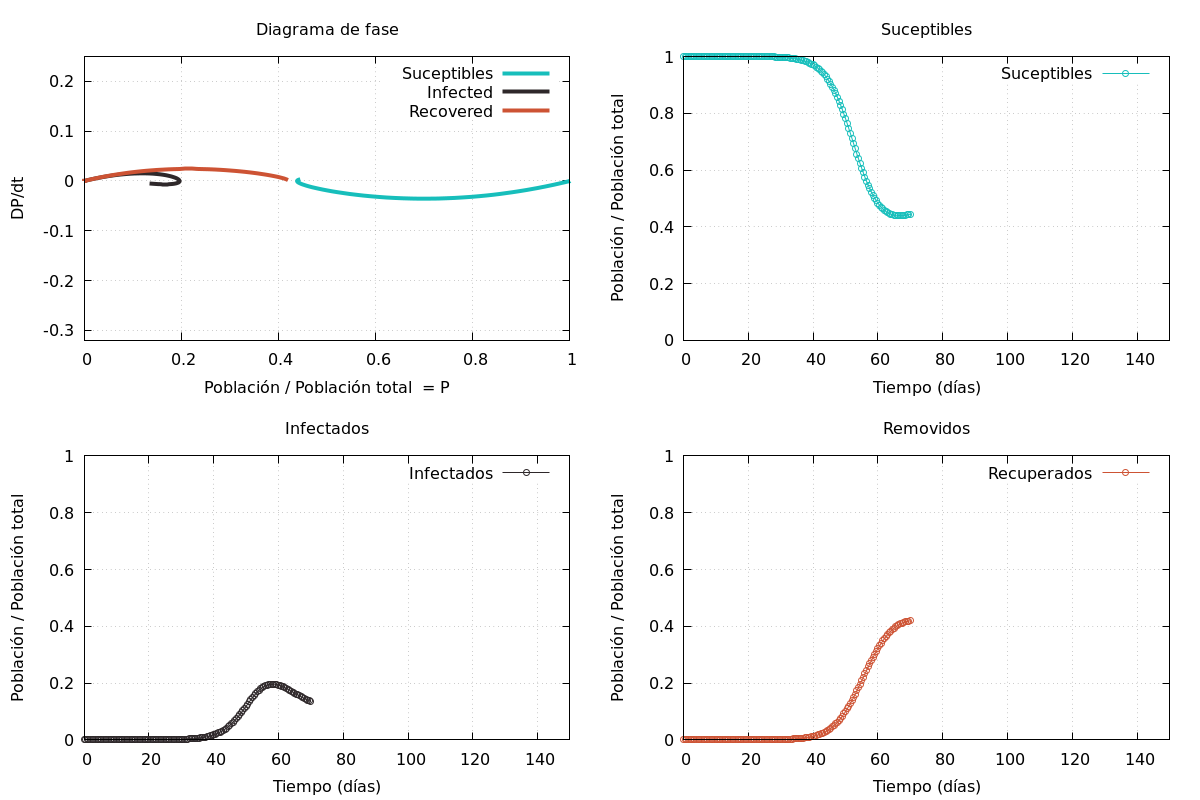 Diagrama de fase
DP/dt
0.2
0.1
0
-0.1
-0.2
-0.3
Suceptibles
Infected
Recovered
0 0.2 0.4 0.6 0.8 1
Población / Población total = P
Suceptibles
Población / Población total
1
0.8
0.6
0.4
0.2
0
Suceptibles
0 20 40 60 80 100 120 140
Tiempo (días)
Infectados
Población / Población total
1
0.8
0.6
0.4
0.2
0
Infectados
0 20 40 60 80 100 120 140
Tiempo (días)
Removidos
Población / Población total
1
0.8
0.6
0.4
0.2
0
Recuperados
0 20 40 60 80 100 120 140
Tiempo (días)